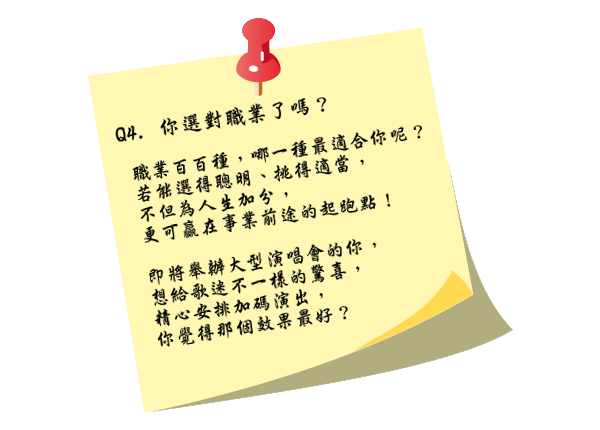 Q4. 你選對職業了嗎？
職業百百種，哪一種最適合你呢？
若能選得聰明、挑得適當，
不但為人生加分，
更可贏在事業前途的起跑點！
即將舉辦大型演唱會的你，
想給歌迷不一樣的驚喜，
精心安排加碼演出，
你覺得那個效果最好？